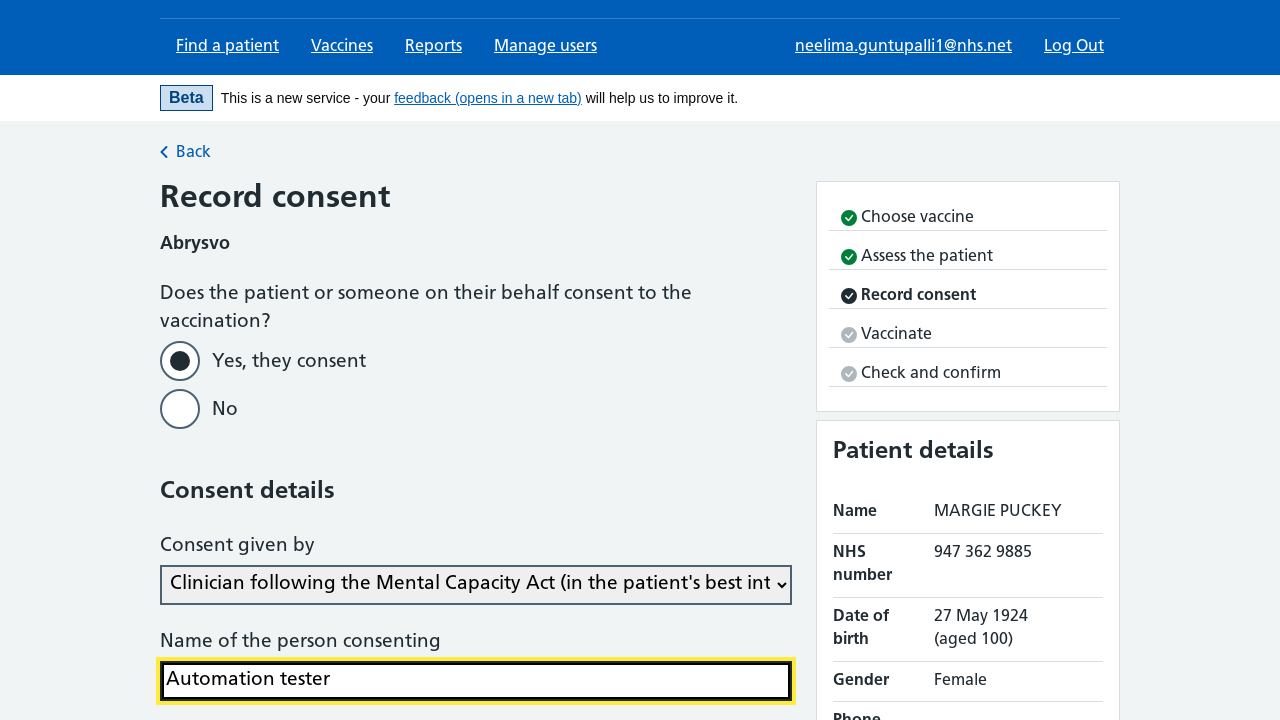 Find a patient
Vaccines
Reports
Manage users
neelima.guntupalli1@nhs.net
Log Out
Beta
This is a new service - your feedback (opens in a new tab) will help us to improve it.
Back
Record consent
Abrysvo
Does the patient or someone on their behalf consent to the
vaccination?
Yes, they consent
No
Consent details
Consent given by
Clinician following the Mental Capacity Act (in the patient's best int
Name of the person consenting
Automation tester
Choose vaccine
Assess the patient
Record consent
Vaccinate
Check and confirm
Patient details
Name
MARGIE PUCKEY
NHS
number
947 362 9885
Date of
birth
27 May 1924
(aged 100)
Gender
Female
Phone